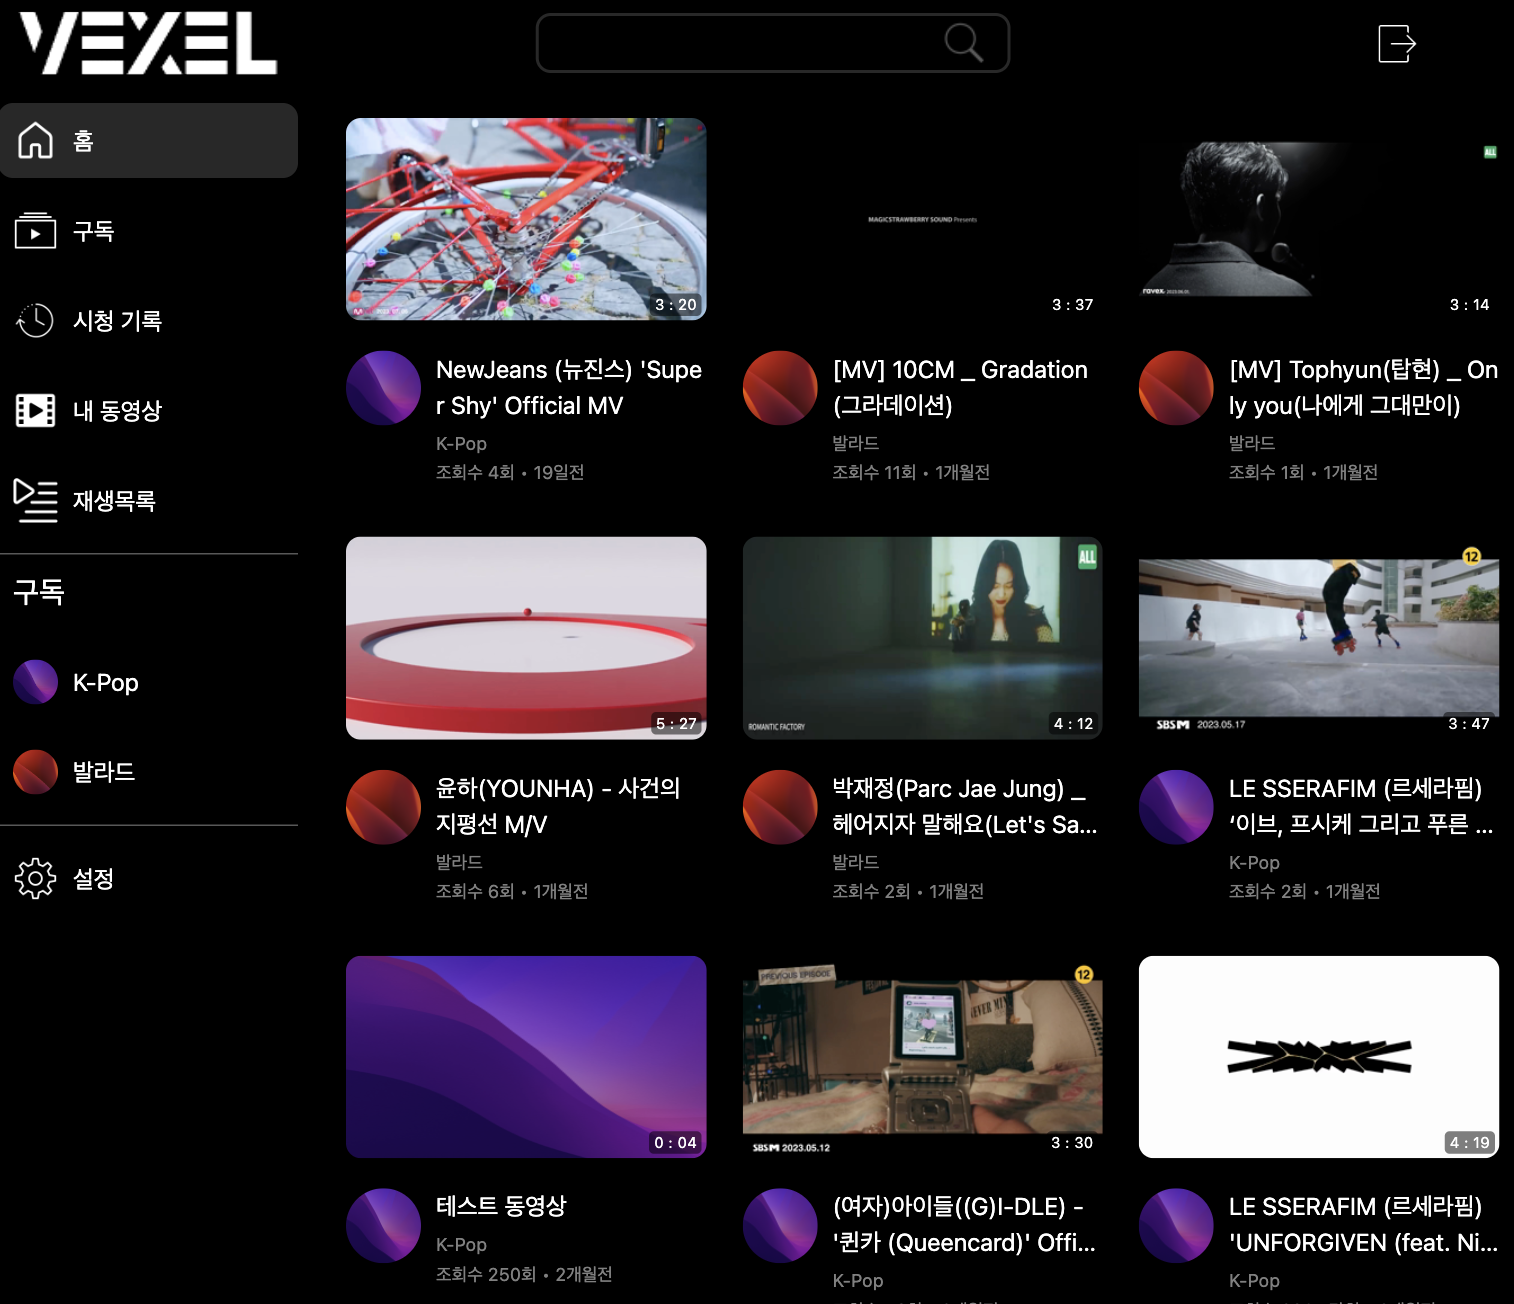 VEXEL
홈
구독
시청 기록
내 동영상
재생목록
구독
K-Pop
발라드
설정
3 : 20
NewJeans (뉴진스) 'Supe
r Shy' Official MV
K-Pop
조회수 4회 • 19일전
MAGICSTRAWBERRY SOUND Presents
3 : 37
[MV] 10CM _ Gradation
(그라데이션)
발라드
조회수 11회 • 1개월전
ALL
ravex.
3 : 14
[MV] Tophyun(탑현) _ On
ly you(나에게 그대만이)
발라드
조회수 1회 • 1개월전
5 : 27
윤하(YOUNHA) - 사건의
지평선 M/V
발라드
조회수 6회 • 1개월전
ALL
ROMANTIC FACTORY
4 : 12
박재정(Parc Jae Jung) _
헤어지자 말해요(Let's Sa...
발라드
조회수 2회 • 1개월전
12
SBS M 2023.05.17
3 : 47
LE SSERAFIM (르세라핌)
‘이브, 프시케 그리고 푸른 ...
K-Pop
조회수 2회 • 1개월전
0 : 04
테스트 동영상
K-Pop
조회수 250회 • 2개월전
PREVIOUS EPISODE
12
SBS M 2023.05.12
3 : 30
(여자)아이들((G)I-DLE) -
'퀸카 (Queencard)' Offi...
K-Pop
4 : 19
LE SSERAFIM (르세라핌)
'UNFORGIVEN (feat. Ni...
K-Pop